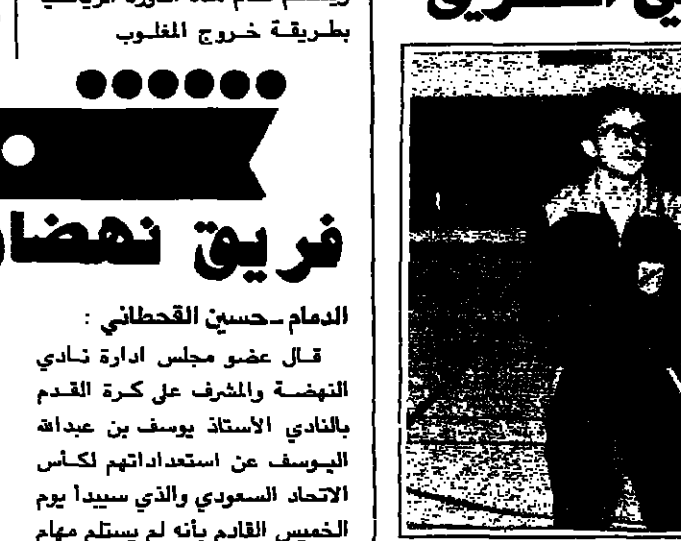 بطريقة خروج المغلوب
فريق
الدمام ـ حسين القحطاني :
قال عضو مجلس ادارة نادي
النهضة والمشرف على كرة القدم
بالنادي الأستاذ يوسف بن عبدالله
اليوسف عن استعداداتهم لكأس
الاتحاد السعودي والذي سيبدأ يوم
الخميس القادم بأنه لم يستلم مهام